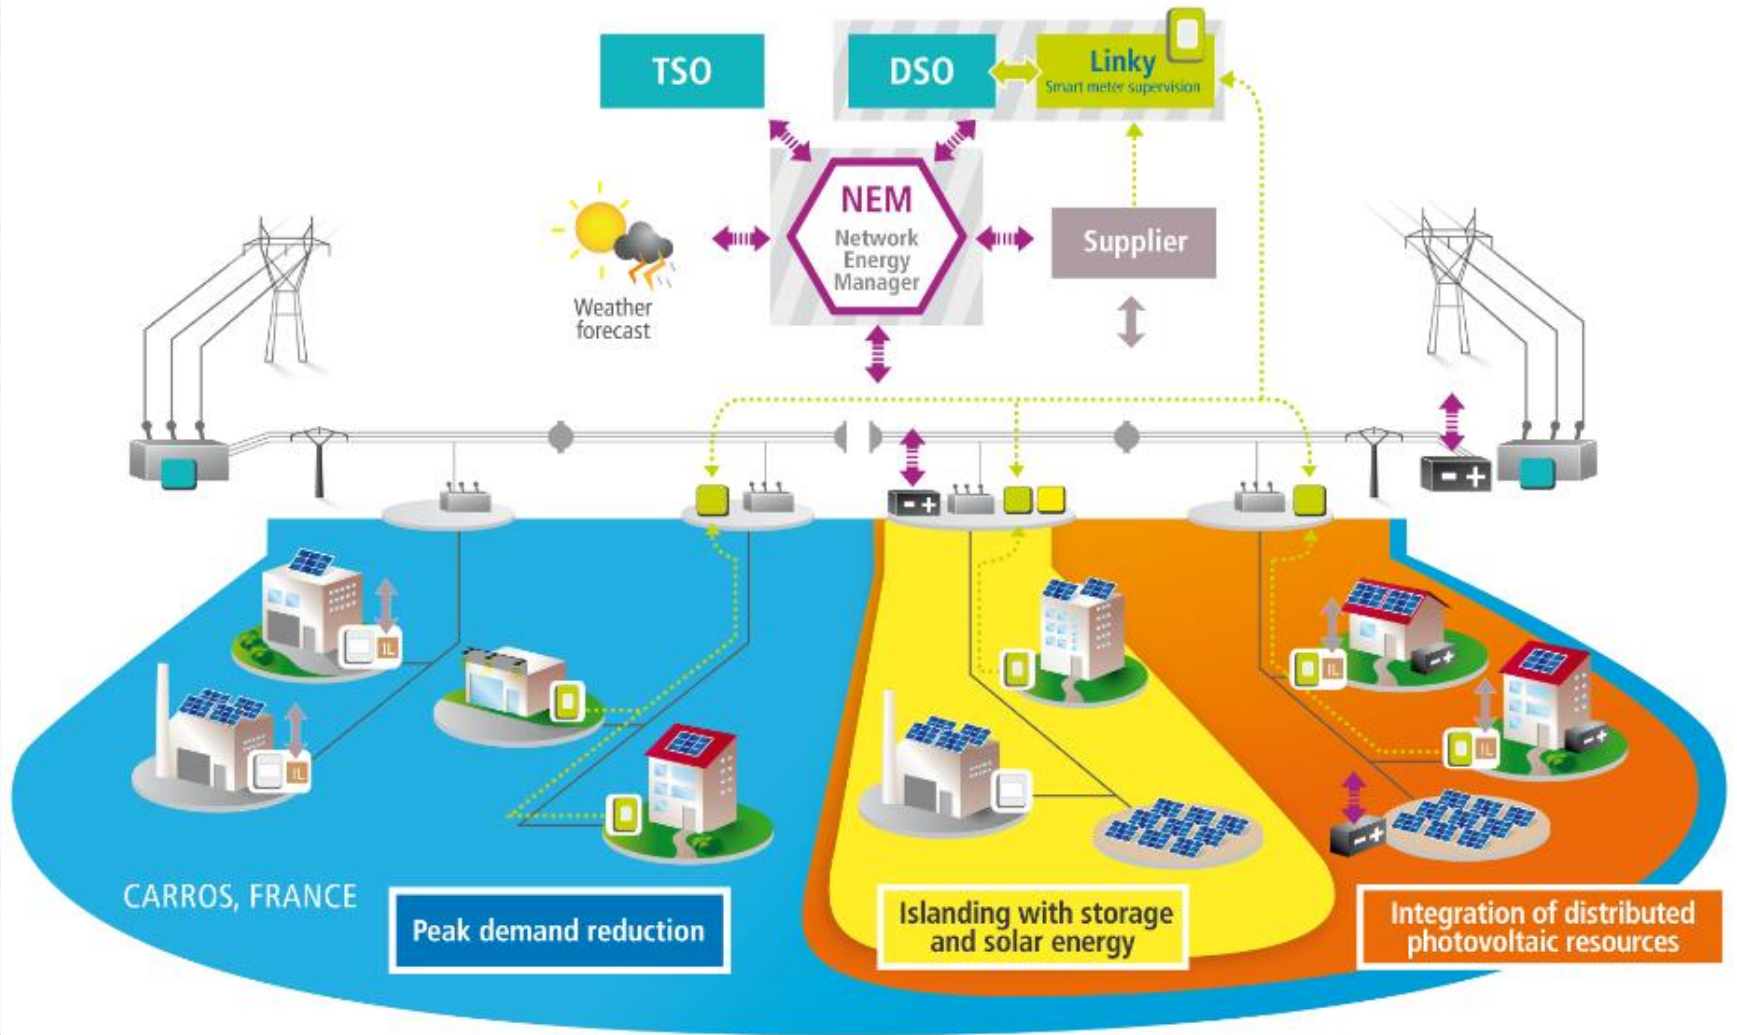 TSO
DSO
Linky
Smart meter supervision
NEM
Network
Energy
Manager
Supplier
Weather
forecast
- +
- +
IL
IL
IL
IL
- +
- +
- +
CARROS, FRANCE
Peak demand reduction
Islanding with storage
and solar energy
Integration of distributed
photovoltaic resources